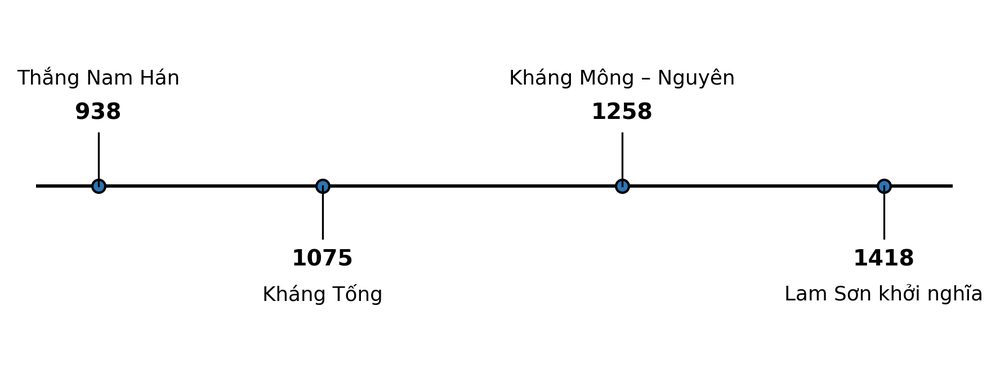 Thắng Nam Hán
938
Kháng Mông – Nguyên
1258
1075
Kháng Tống
1418
Lam Sơn khởi nghĩa